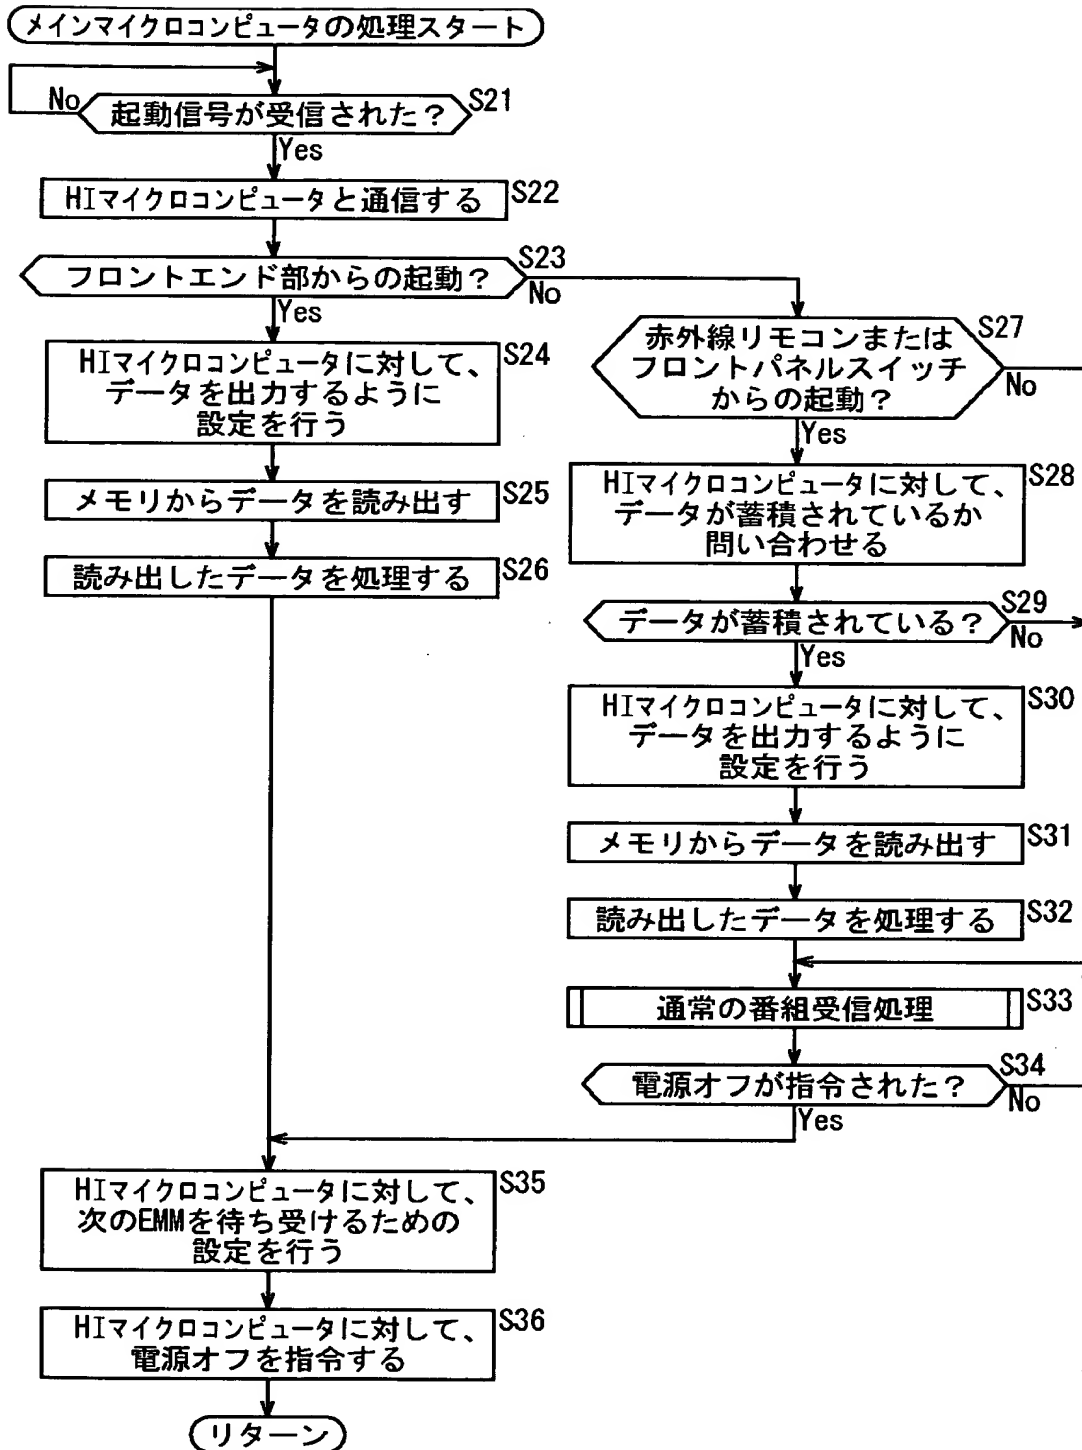 メインマイクロコンピュータの処理スタート
No
起動信号が受信された?
S21
Yes
HIマイクロコンピュータと通信する
S22
フロントエンド部からの起動?
S23
No
Yes
HIマイクロコンピュータに対して、
データを出力するように
設定を行う
S24
メモリからデータを読み出す
S25
読み出したデータを処理する
S26
赤外線リモコンまたは
フロントパネルスイッチ
からの起動?
S27
No
Yes
HIマイクロコンピュータに対して、
データが蓄積されているか
問い合わせる
S28
データが蓄積されている?
S29
No
Yes
HIマイクロコンピュータに対して、
データを出力するように
設定を行う
S30
メモリからデータを読み出す
S31
読み出したデータを処理する
S32
通常の番組受信処理
S33
電源オフが指令された?
S34
No
Yes
HIマイクロコンピュータに対して、
次のEMMを待ち受けるための
設定を行う
S35
HIマイクロコンピュータに対して、
電源オフを指令する
S36
リターン